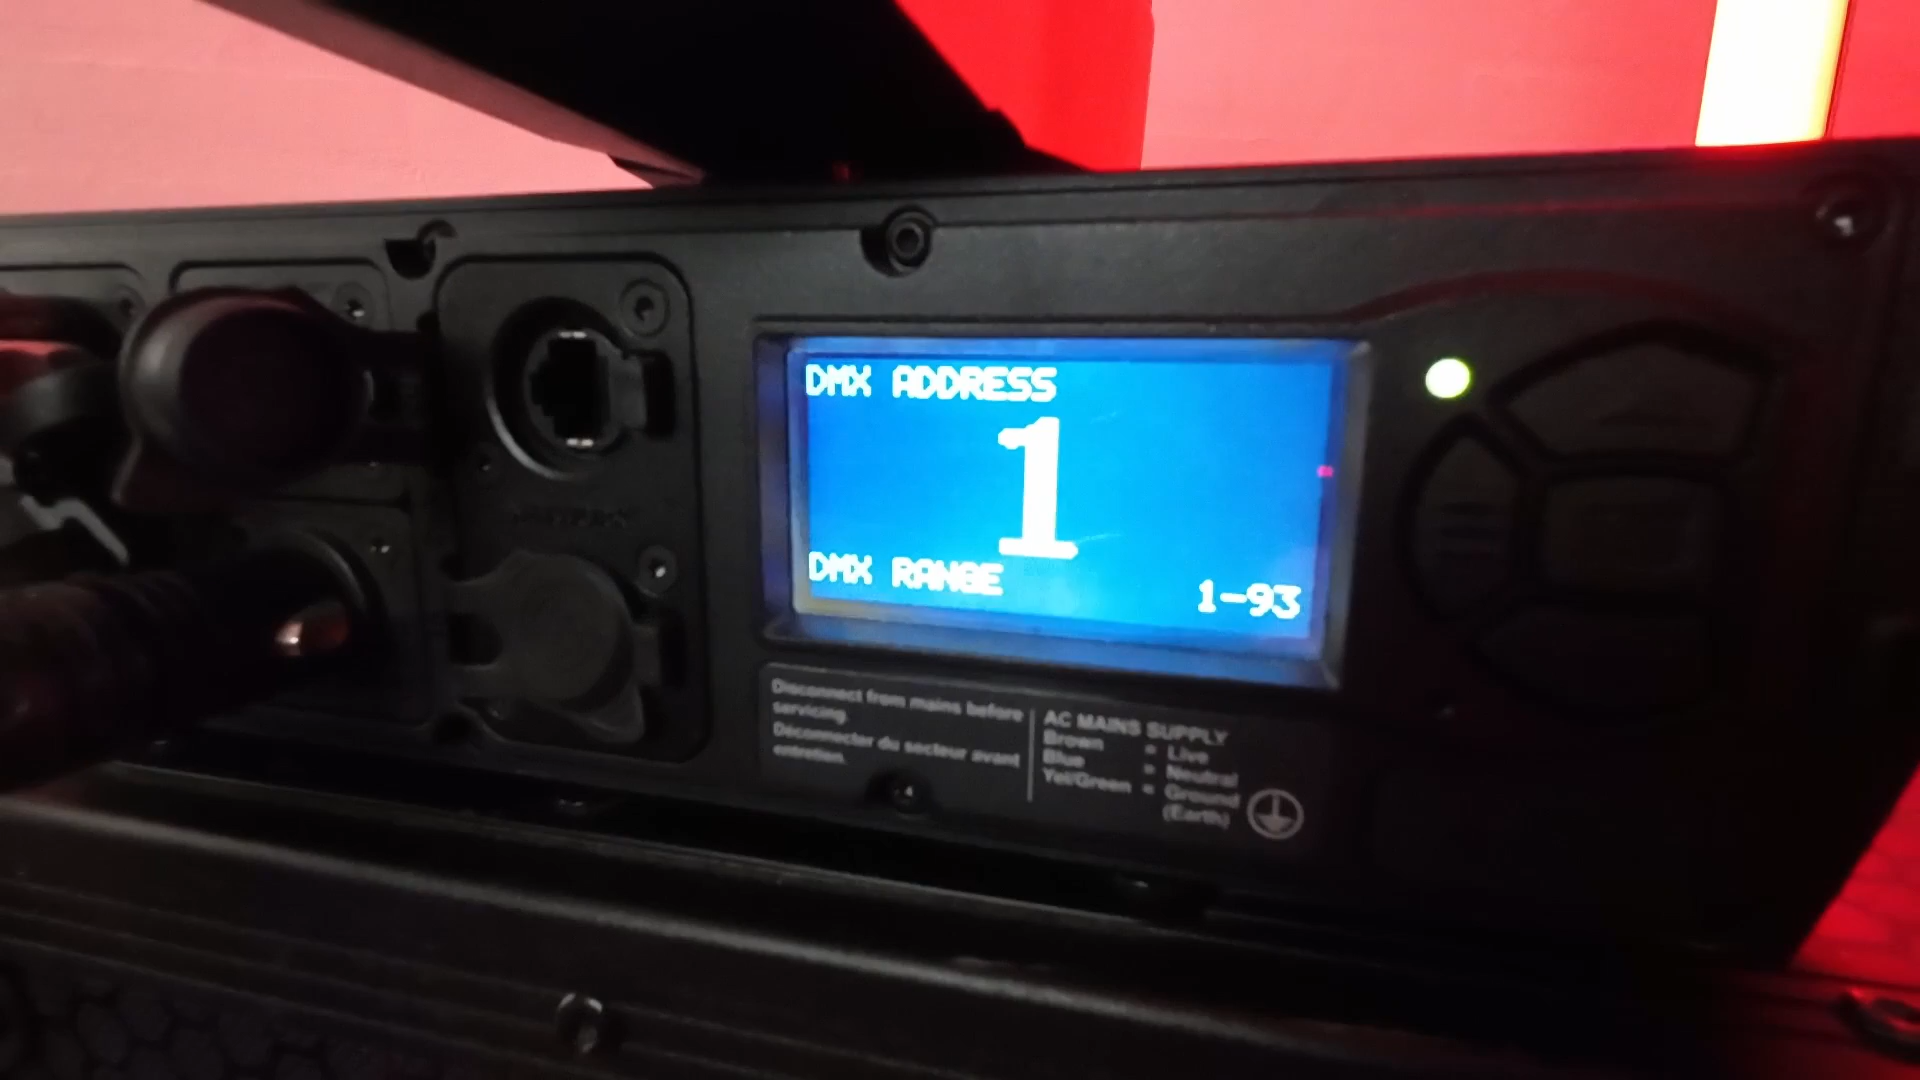 DMX ADDRESS
1
DMX RANGE 1-93
Disconnect from mains before
servicing.
Déconnecter du secteur avant
entretien.
AC MAINS SUPPLY
Brown = Live
Blue = Neutral
Yel/Green = Ground
(Earth)